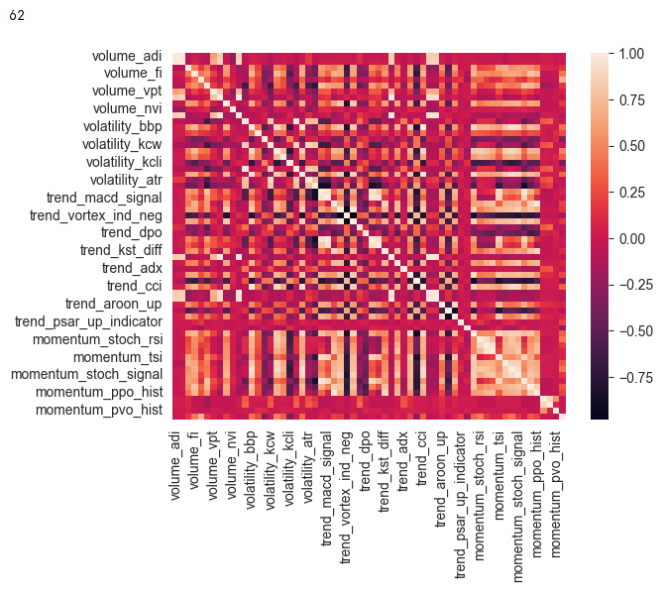 62
volume_adi
volume_fi
volume_vpt
volume_nvi
volatility_bbp
volatility_kcw
volatility_kcli
volatility_atr
trend_macd_signal
trend_vortex_ind_neg
trend_dpo
trend_kst_diff
trend_adx
trend_cci
trend_aroon_up
trend_psar_up_indicator
momentum_stoch_rsi
momentum_tsi
momentum_stoch_signal
momentum_ppo_hist
momentum_pvo_hist
volume_adi
volume_fi
volume_vpt
volume_nvi
volatility_bbp
volatility_kcw
volatility_kcli
volatility_atr
trend_macd_signal
trend_vortex_ind_neg
trend_dpo
trend_kst_diff
trend_adx
trend_cci
trend_aroon_up
trend_psar_up_indicator
momentum_stoch_rsi
momentum_tsi
momentum_stoch_signal
momentum_ppo_hist
momentum_pvo_hist
1.00
0.75
0.50
0.25
0.00
−0.25
−0.50
−0.75